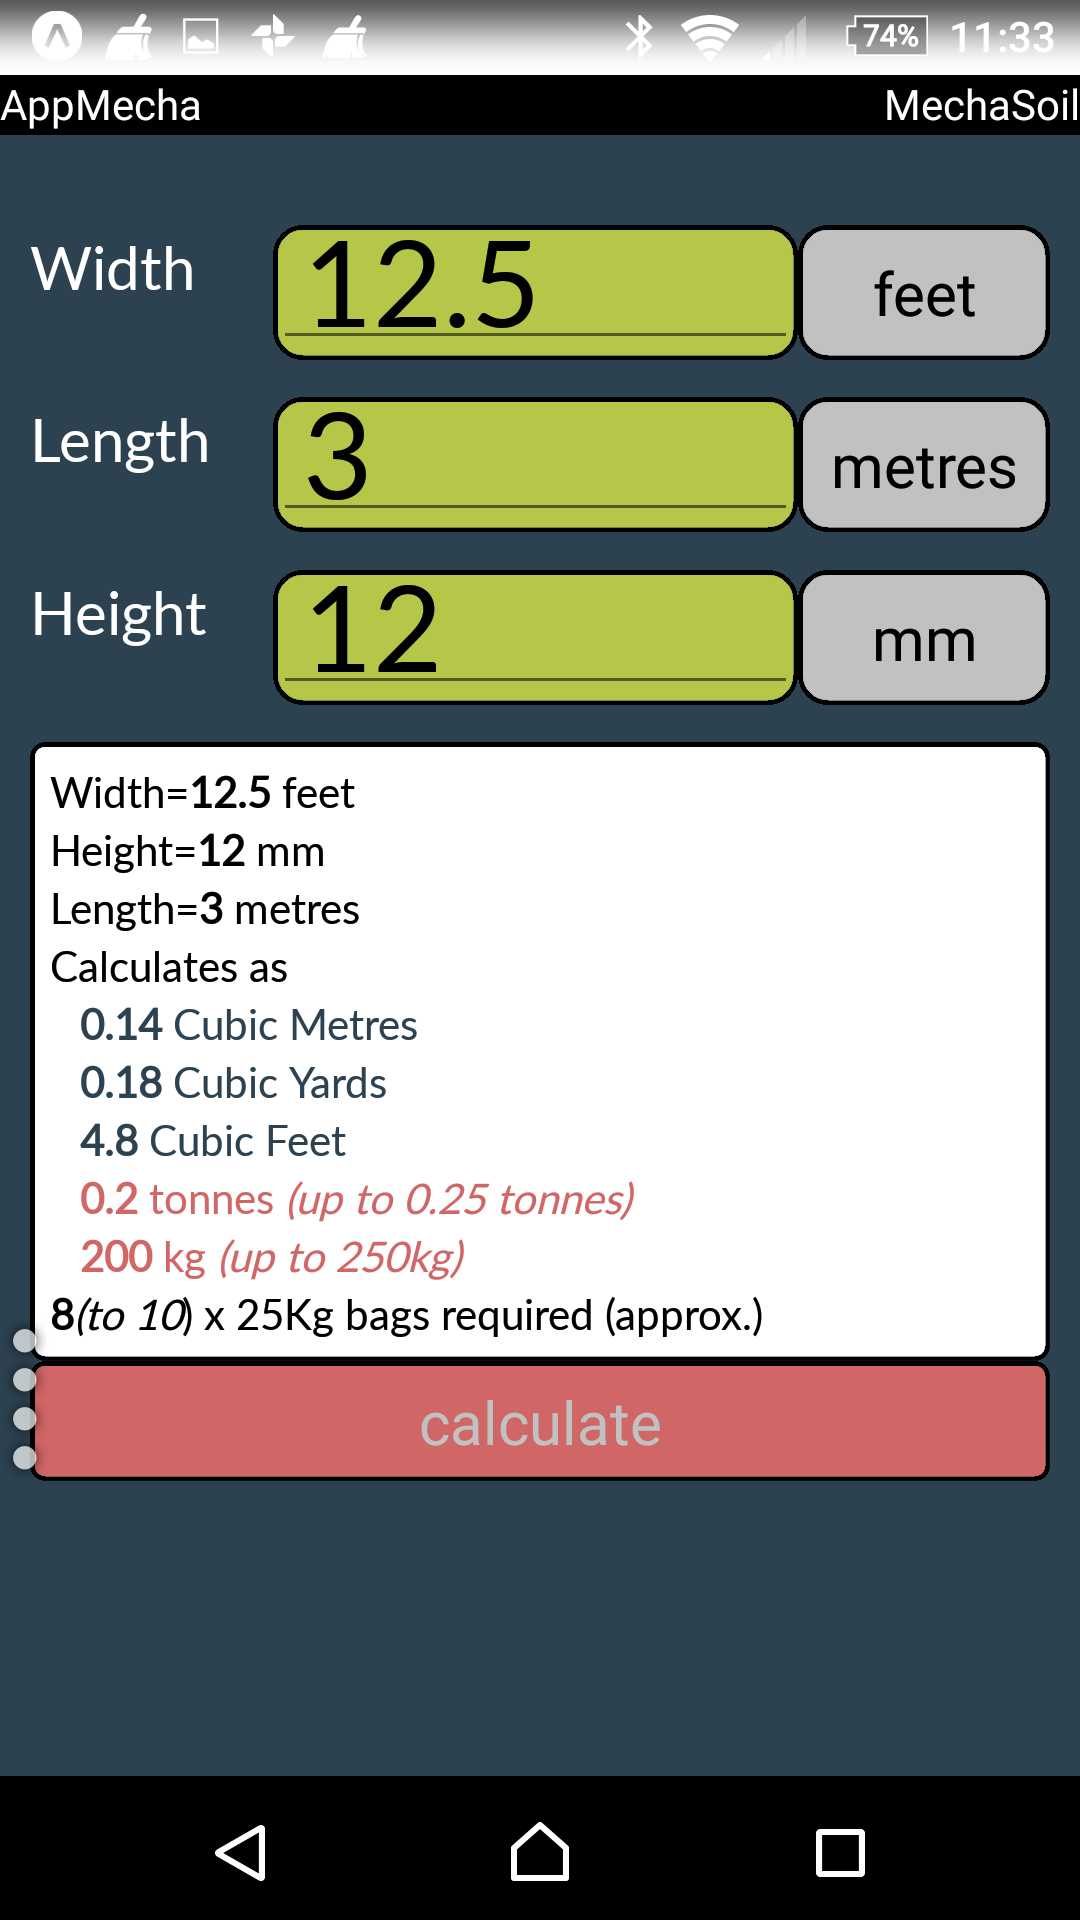 74% 11:33
AppMecha MechaSoil
Width 12.5 feet
Length 3 metres
Height 12 mm
Width=12.5 feet
Height=12 mm
Length=3 metres
Calculates as
0.14 Cubic Metres
0.18 Cubic Yards
4.8 Cubic Feet
0.2 tonnes (up to 0.25 tonnes)
200 kg (up to 250kg)
8(to 10) x 25Kg bags required (approx.)
calculate